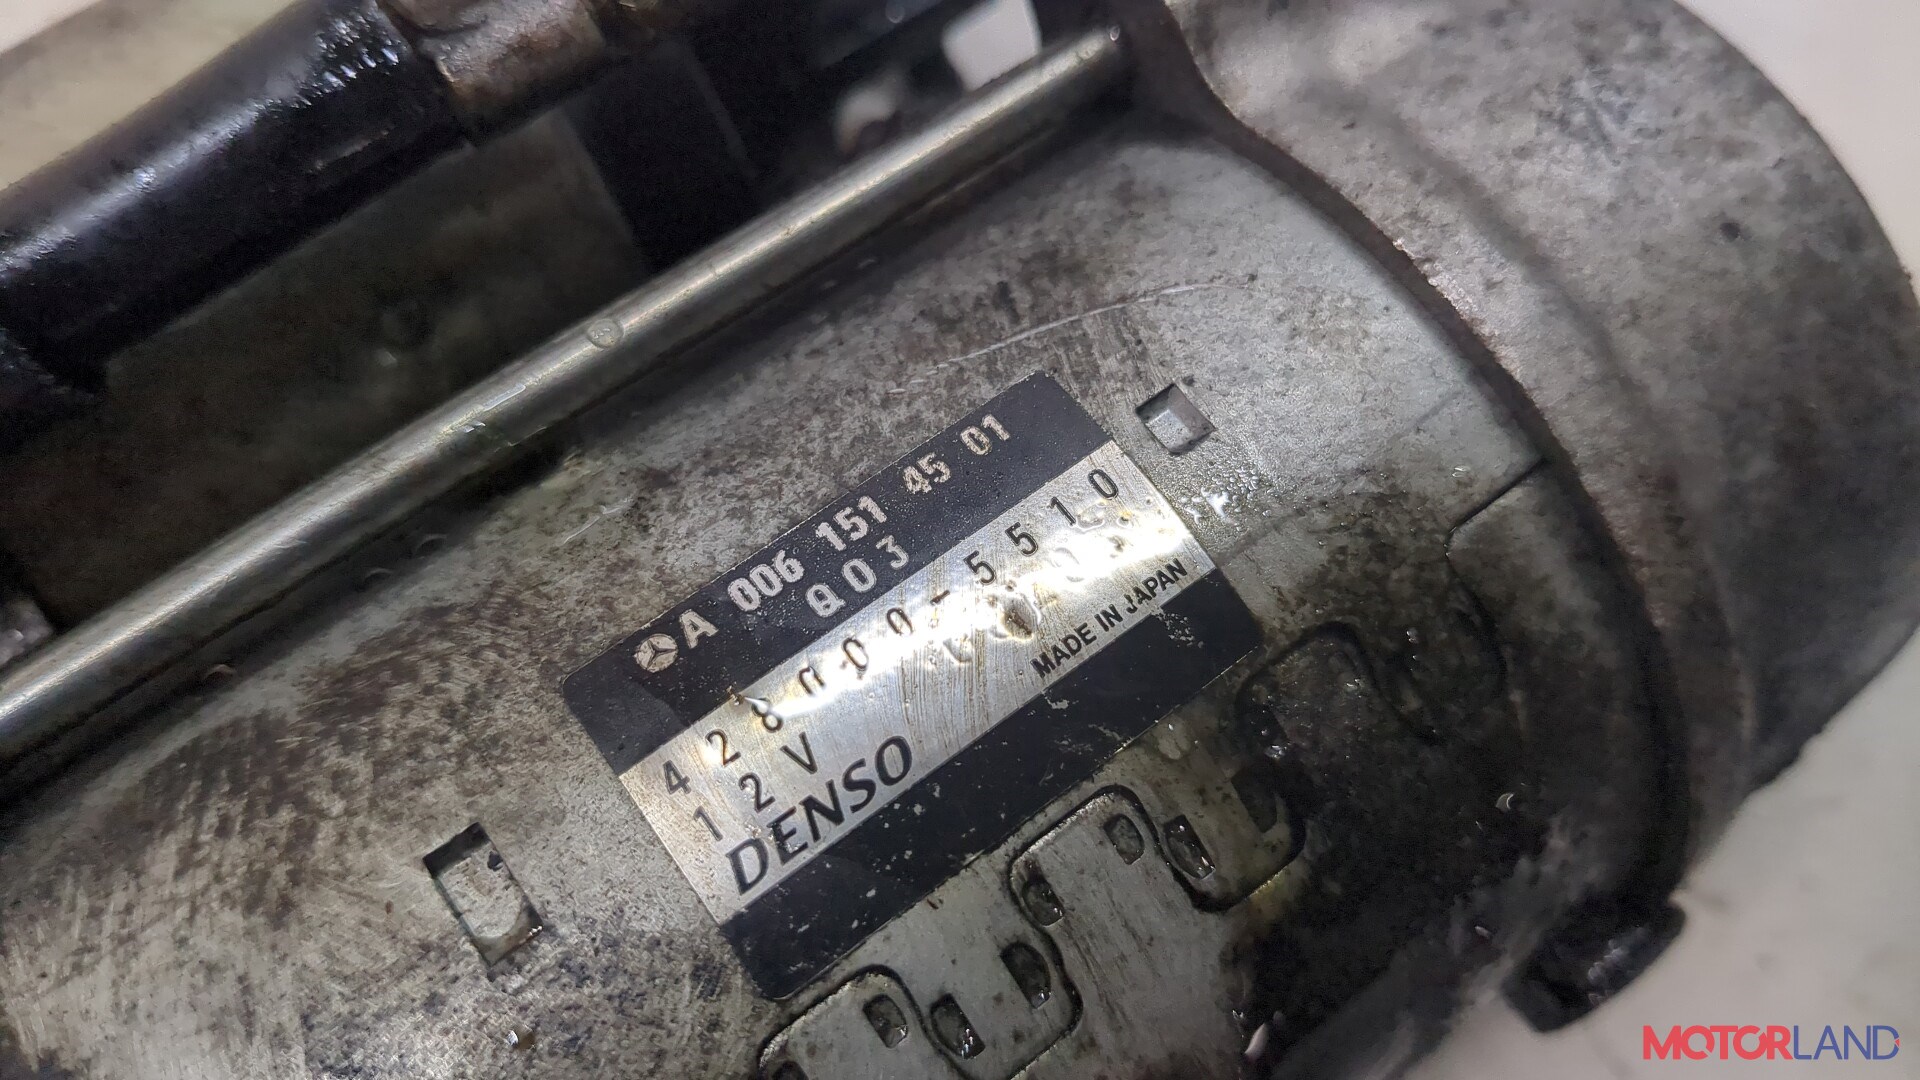 A 006 151 45 01
Q03
428000-5510
12V
DENSO
MADE IN JAPAN
MOTORLAND